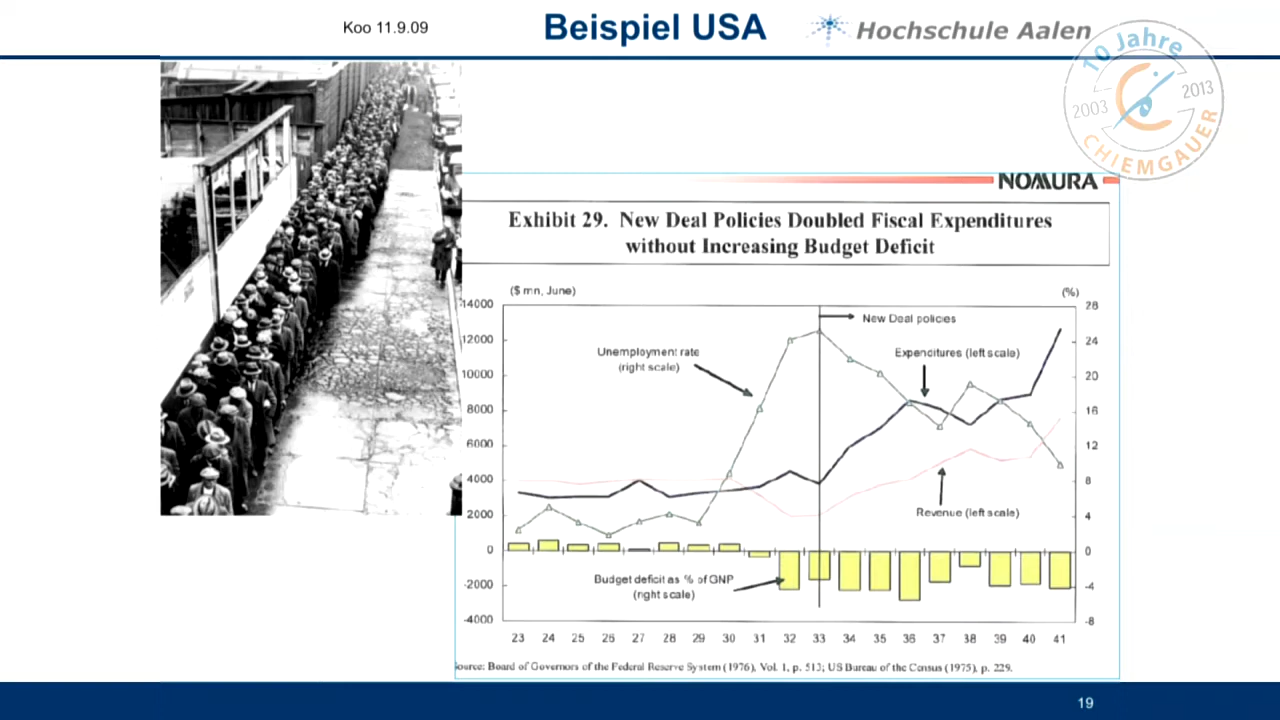 Koo 11.9.09
Beispiel USA
Hochschule Aalen
10 Jahre
2003
2013
CHIEMGAUER
NOMURA
Exhibit 29. New Deal Policies Doubled Fiscal Expenditures
without Increasing Budget Deficit
($ mn, June)
(%)
14000
12000
10000
8000
6000
4000
2000
0
-2000
-4000
28
24
20
16
12
8
4
0
-4
-8
New Deal policies
Unemployment rate
(right scale)
Expenditures (left scale)
Revenue (left scale)
Budget deficit as % of GNP
(right scale)
23 24 25 26 27 28 29 30 31 32 33 34 35 36 37 38 39 40 41
ource: Board of Governors of the Federal Reserve System (1976), Vol. 1, p. 513; US Bureau of the Census (1975), p. 229.
19